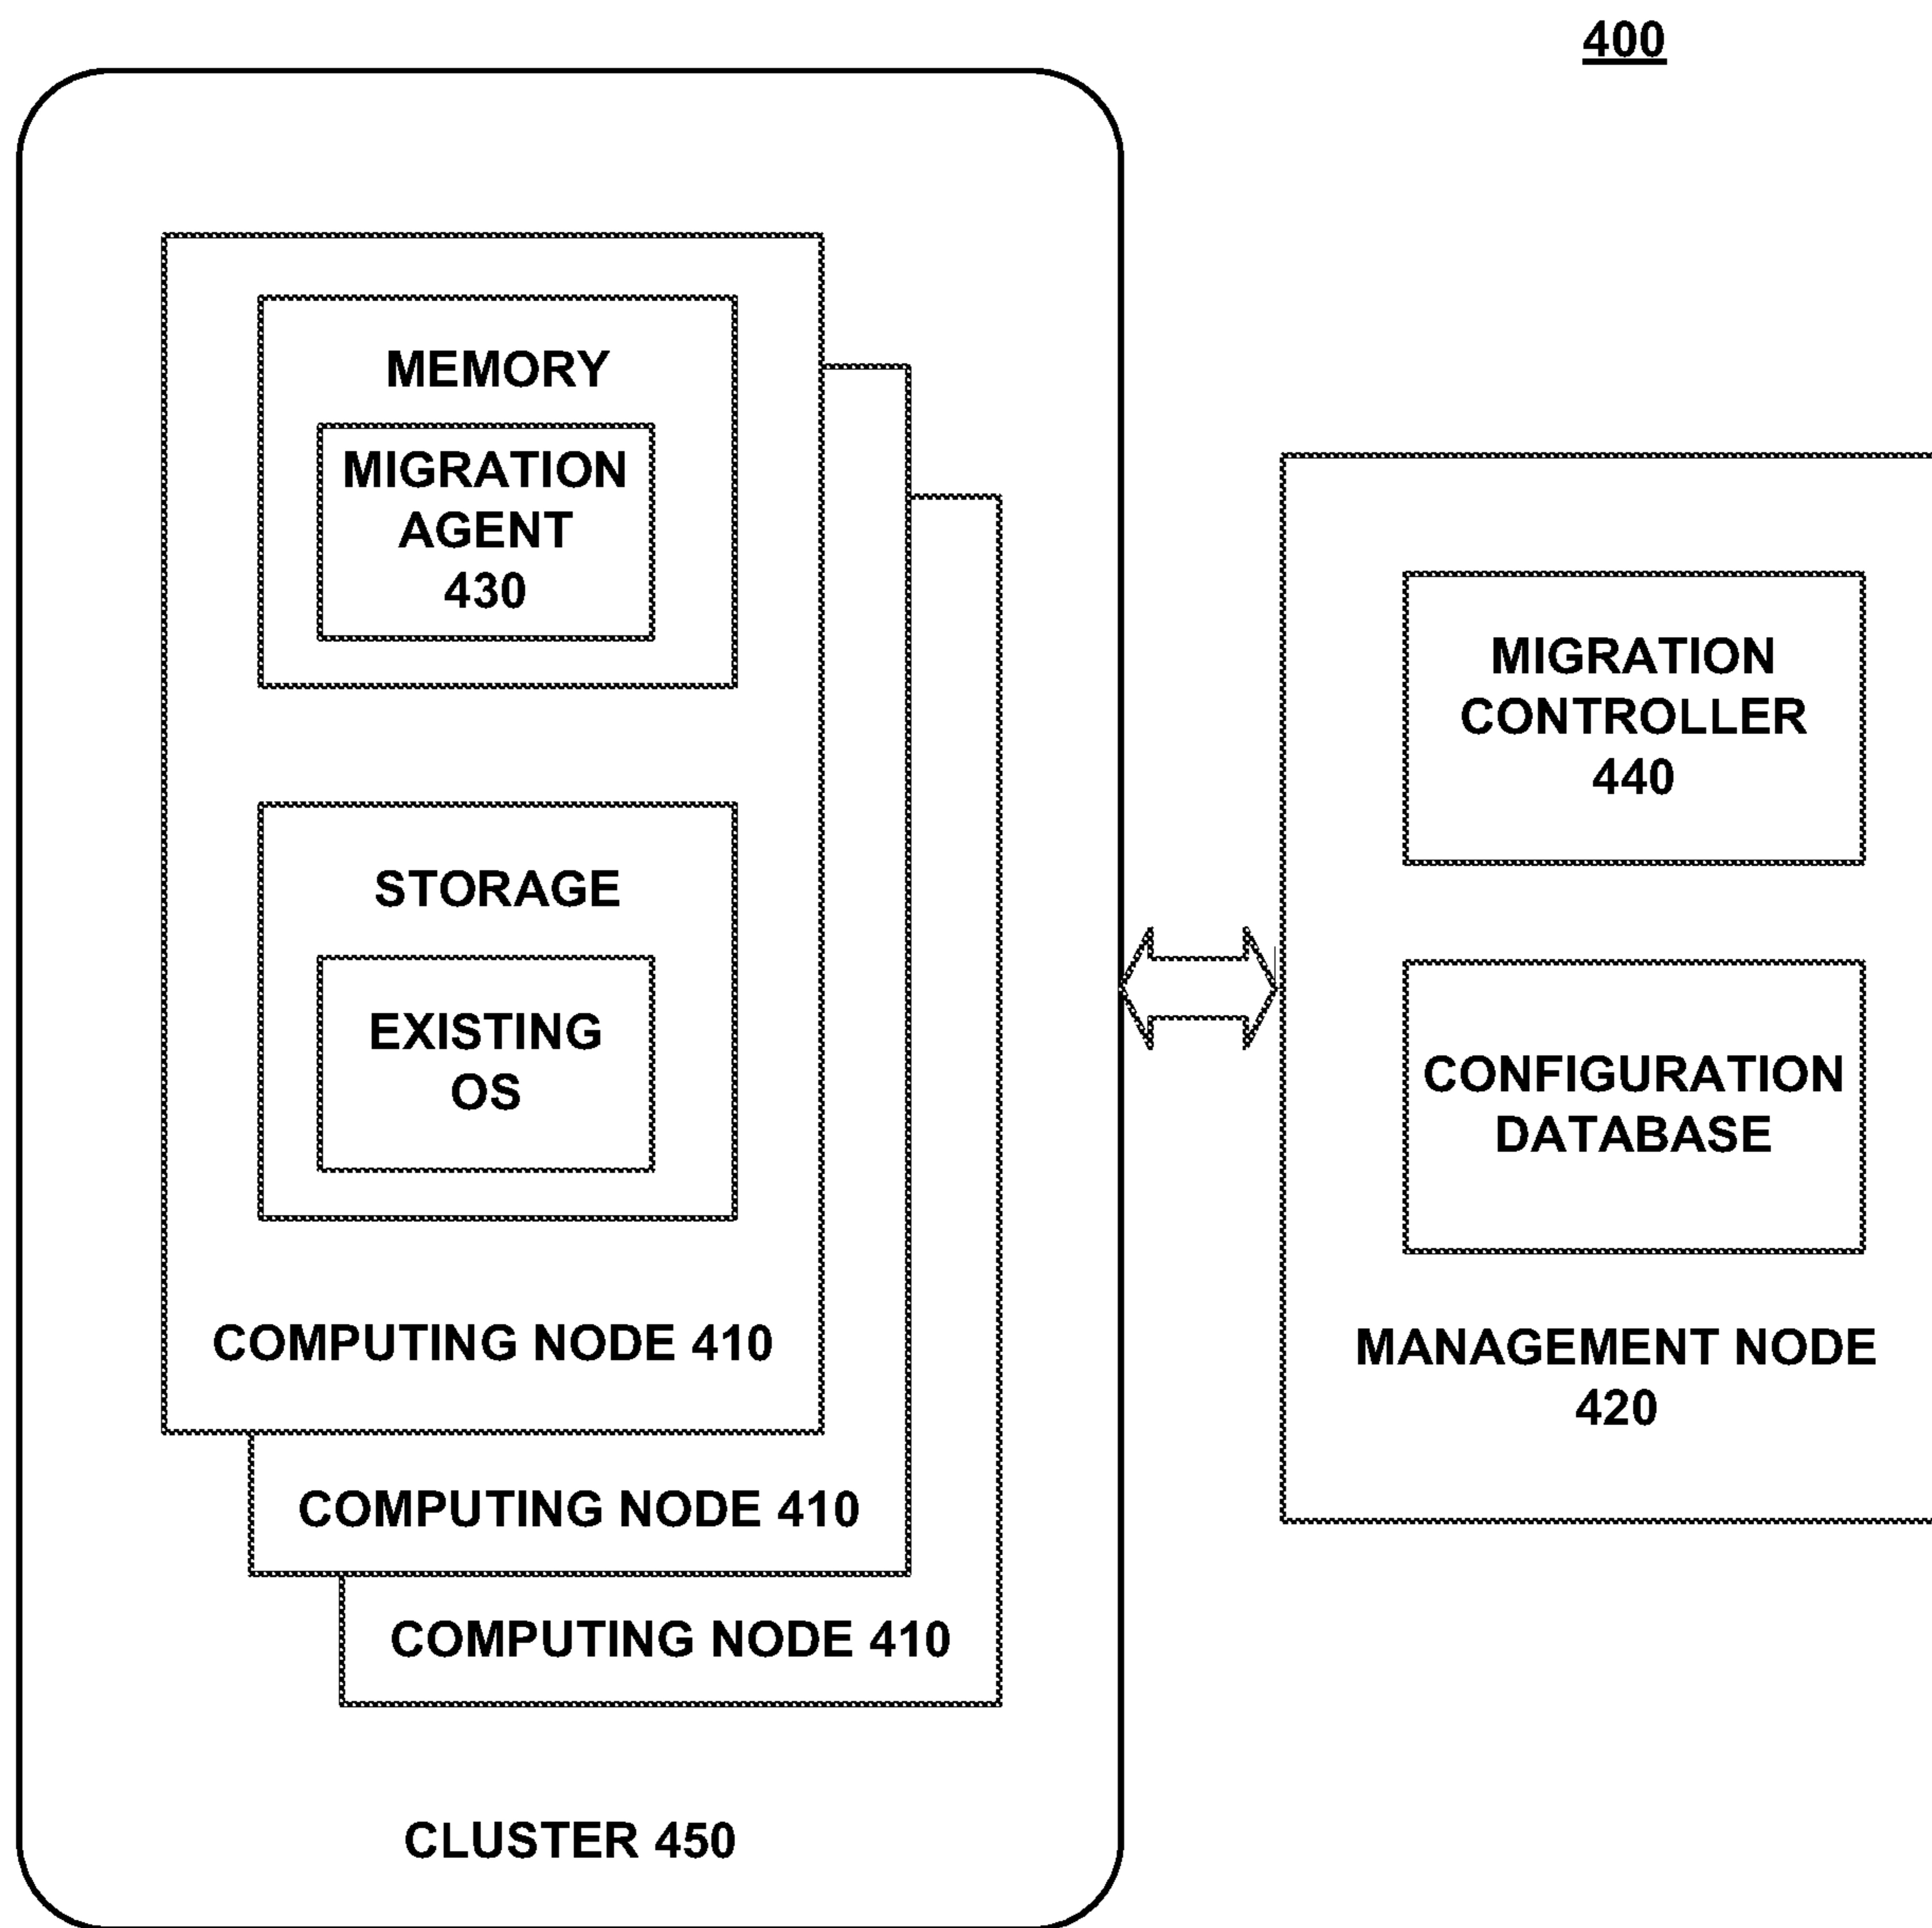 400
MEMORY
MIGRATION
AGENT
430
STORAGE
EXISTING
OS
COMPUTING NODE 410
COMPUTING NODE 410
COMPUTING NODE 410
CLUSTER 450
MIGRATION
CONTROLLER
440
CONFIGURATION
DATABASE
MANAGEMENT NODE
420